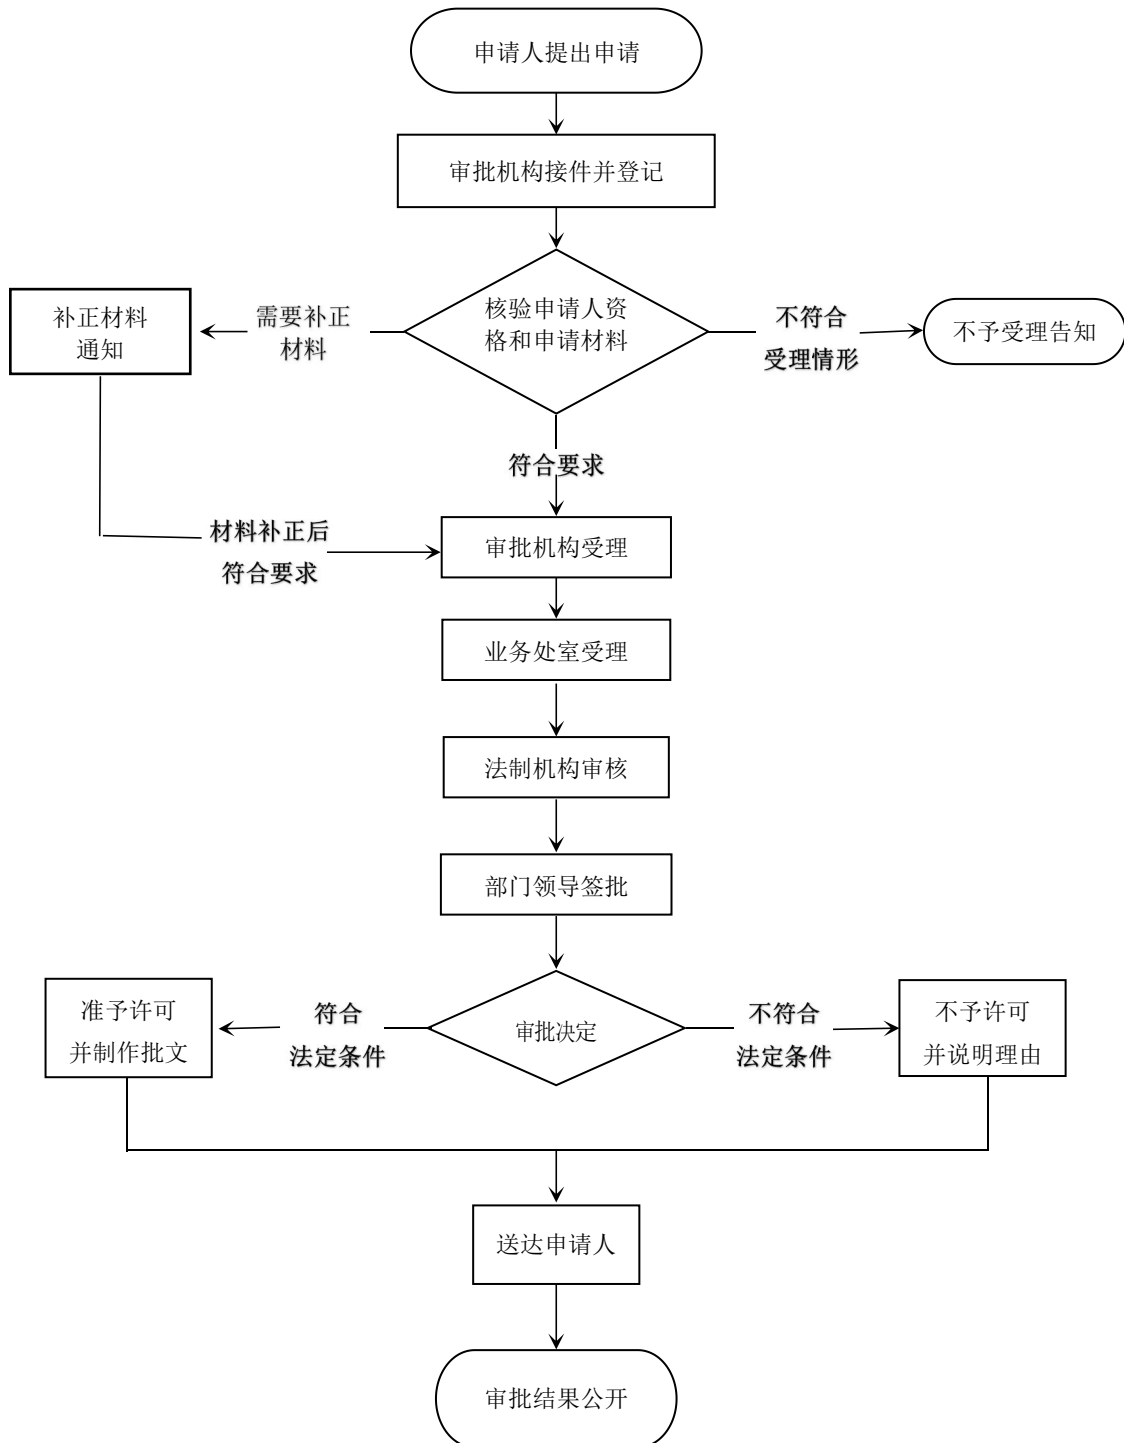 申请人提出申请
审批机构接件并登记
核验申请人资
格和申请材料
需要补正
材料
补正材料
通知
不符合
受理情形
不予受理告知
符合要求
材料补正后
符合要求
审批机构受理
业务处室受理
法制机构审核
部门领导签批
审批决定
符合
法定条件
准予许可
并制作批文
不符合
法定条件
不予许可
并说明理由
送达申请人
审批结果公开